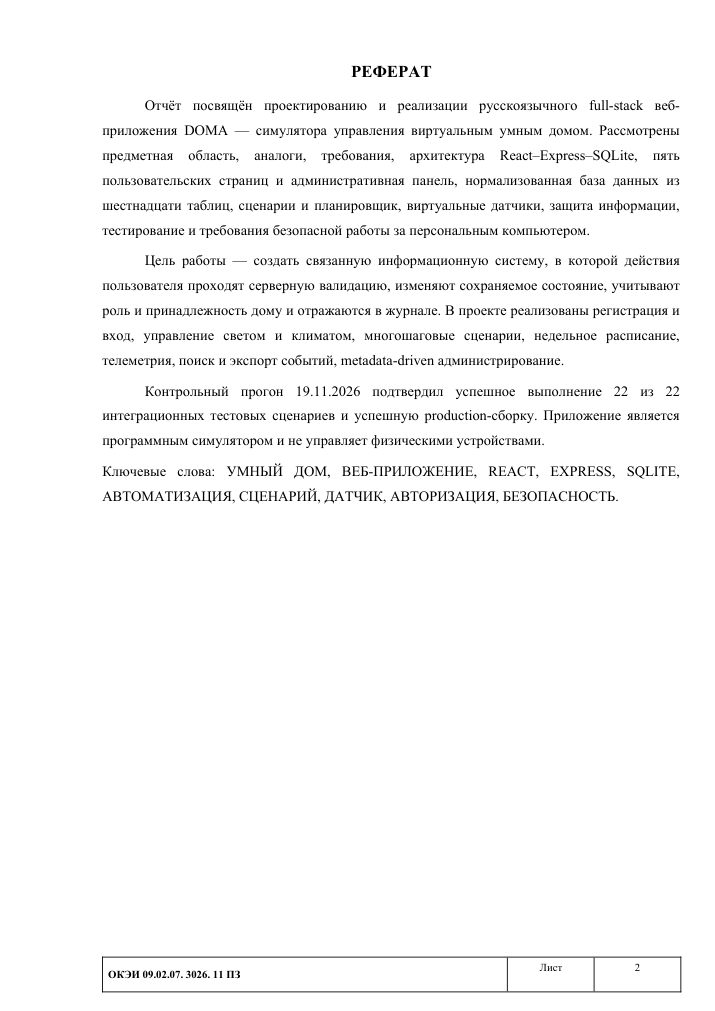 РЕФЕРАТ
Отчёт посвящён проектированию и реализации русскоязычного full-stack веб-
приложения DOMA — симулятора управления виртуальным умным домом. Рассмотрены
предметная область, аналоги, требования, архитектура React–Express–SQLite, пять
пользовательских страниц и административная панель, нормализованная база данных из
шестнадцати таблиц, сценарии и планировщик, виртуальные датчики, защита информации,
тестирование и требования безопасной работы за персональным компьютером.
Цель работы — создать связанную информационную систему, в которой действия
пользователя проходят серверную валидацию, изменяют сохраняемое состояние, учитывают
роль и принадлежность дому и отражаются в журнале. В проекте реализованы регистрация и
вход, управление светом и климатом, многошаговые сценарии, недельное расписание,
телеметрия, поиск и экспорт событий, metadata-driven администрирование.
Контрольный прогон 19.11.2026 подтвердил успешное выполнение 22 из 22
интеграционных тестовых сценариев и успешную production-сборку. Приложение является
программным симулятором и не управляет физическими устройствами.
Ключевые слова: УМНЫЙ ДОМ, ВЕБ-ПРИЛОЖЕНИЕ, REACT, EXPRESS, SQLITE,
АВТОМАТИЗАЦИЯ, СЦЕНАРИЙ, ДАТЧИК, АВТОРИЗАЦИЯ, БЕЗОПАСНОСТЬ.
ОКЭИ 09.02.07. 3026. 11 ПЗ
Лист
2